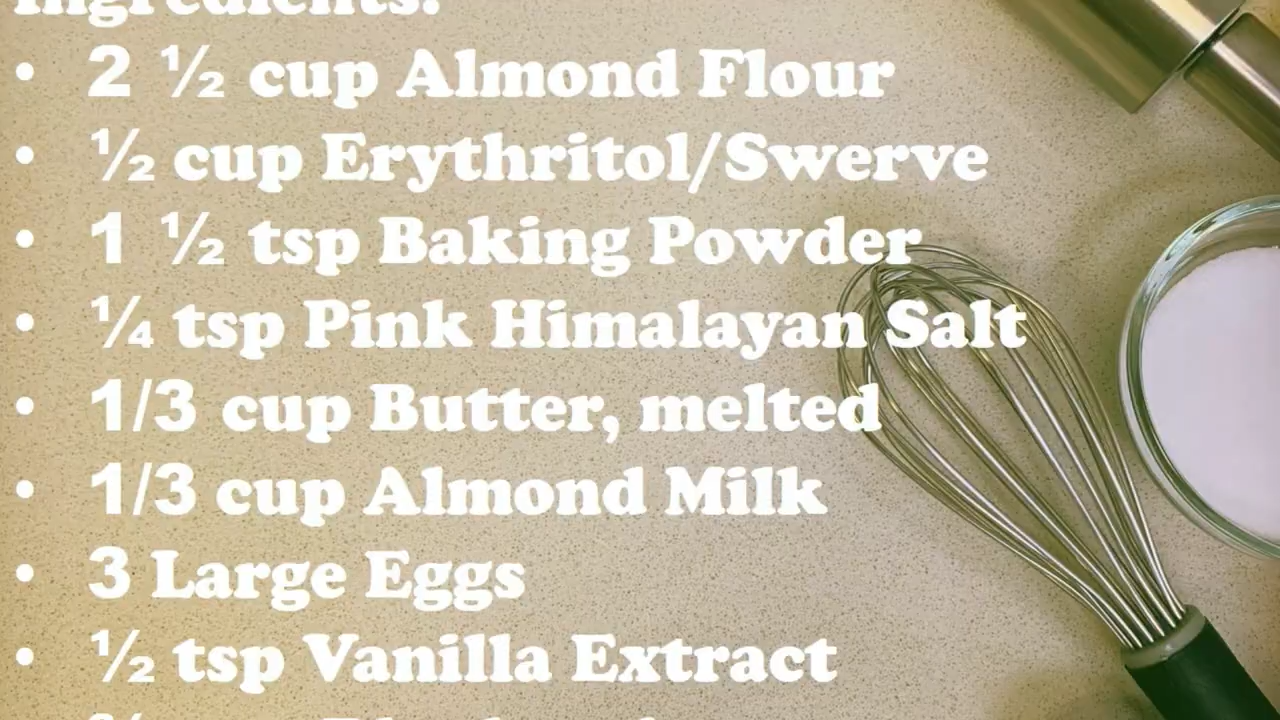 Ingredients:
• 2 ½ cup Almond Flour
• ½ cup Erythritol/Swerve
• 1 ½ tsp Baking Powder
• ¼ tsp Pink Himalayan Salt
• 1/3 cup Butter, melted
• 1/3 cup Almond Milk
• 3 Large Eggs
• ½ tsp Vanilla Extract